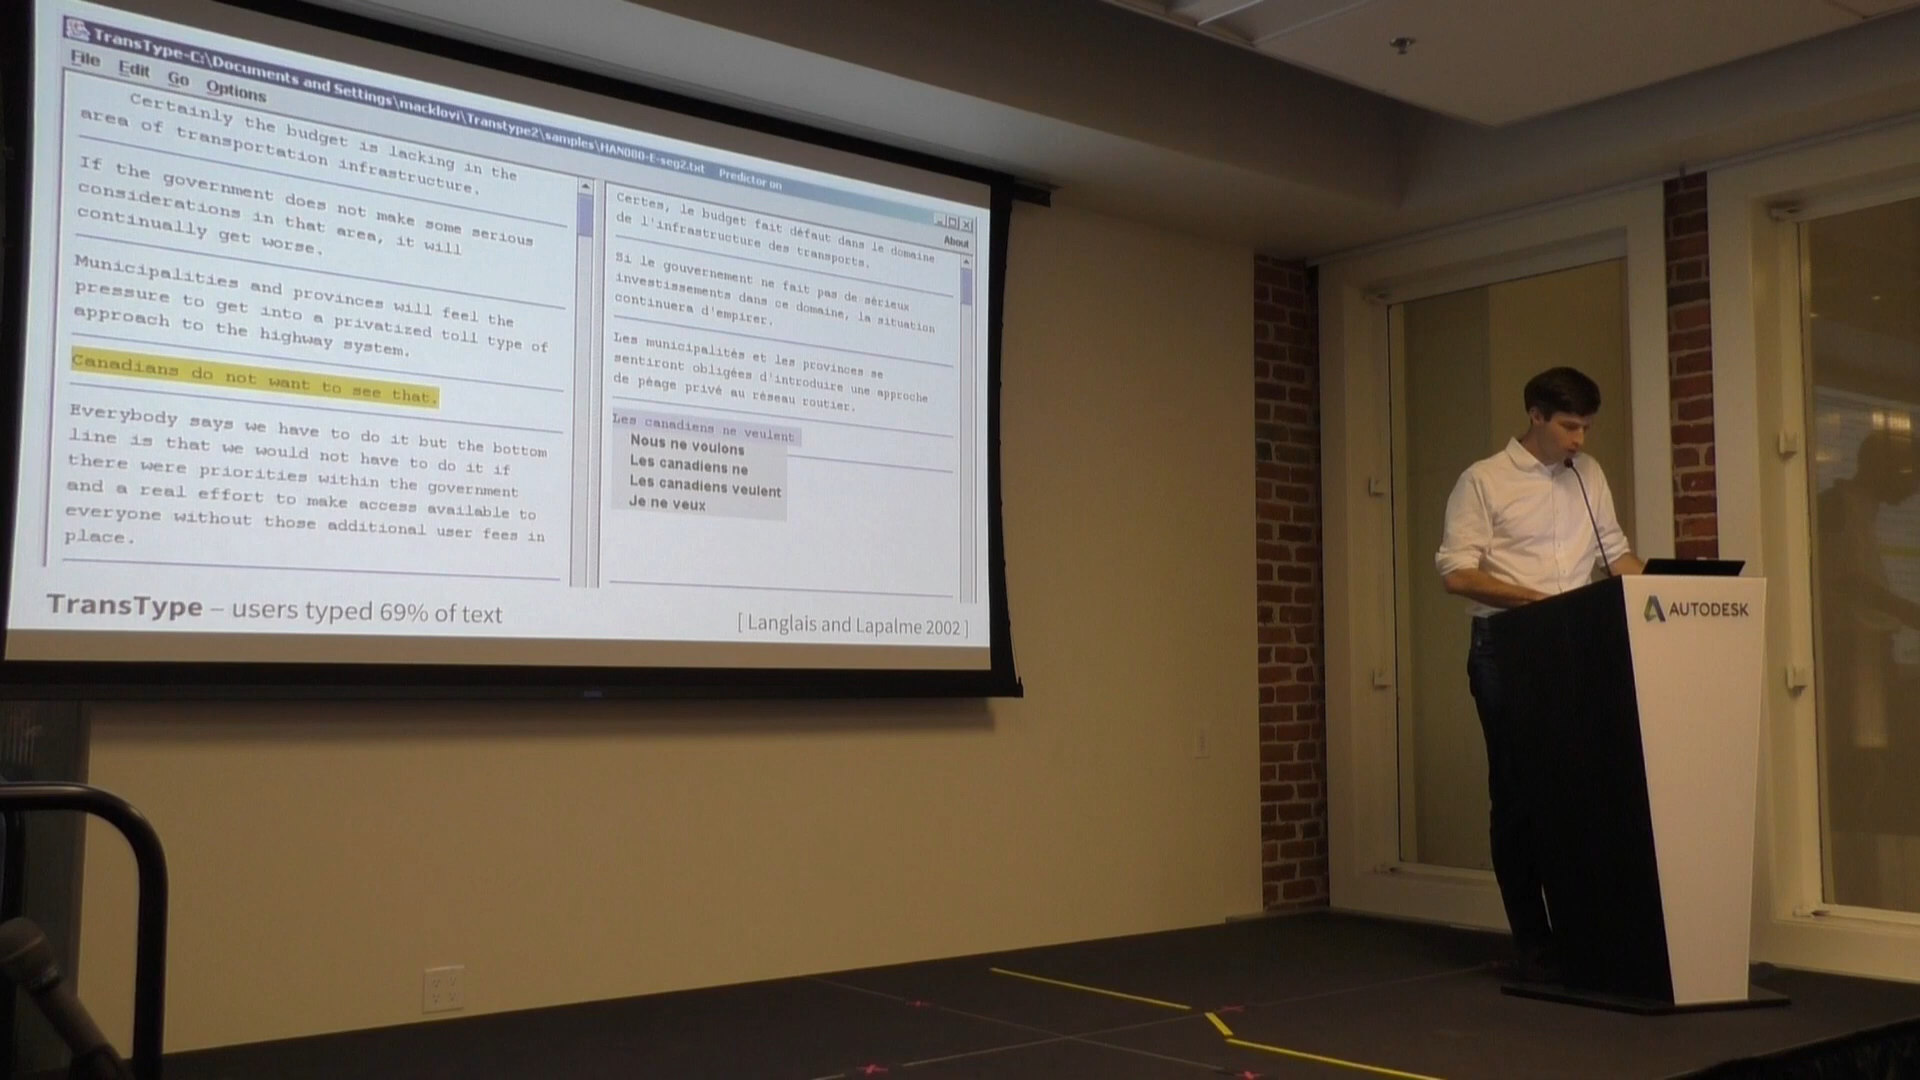 TransType-C:\Documents and Settings\macklovi\Transtype2\samples\HAN080-E-seg2.txt Predictor on
File Edit Go Options
About
Certainly the budget is lacking in the
area of transportation infrastructure.
If the government does not make some serious
considerations in that area, it will
continually get worse.
Municipalities and provinces will feel the
pressure to get into a privatized toll type of
approach to the highway system.
Canadians do not want to see that.
Everybody says we have to do it but the bottom
line is that we would not have to do it if
there were priorities within the government
and a real effort to make access available to
everyone without those additional user fees in
place.
Certes, le budget fait défaut dans le domaine
de l'infrastructure des transports.
Si le gouvernement ne fait pas de sérieux
investissements dans ce domaine, la situation
continuera d'empirer.
Les municipalités et les provinces se
sentiront obligées d'introduire une approche
de péage privé au réseau routier.
Les canadiens ne veulent
Nous ne voulons
Les canadiens ne
Les canadiens veulent
Je ne veux
TransType – users typed 69% of text
[ Langlais and Lapalme 2002 ]
AUTODESK